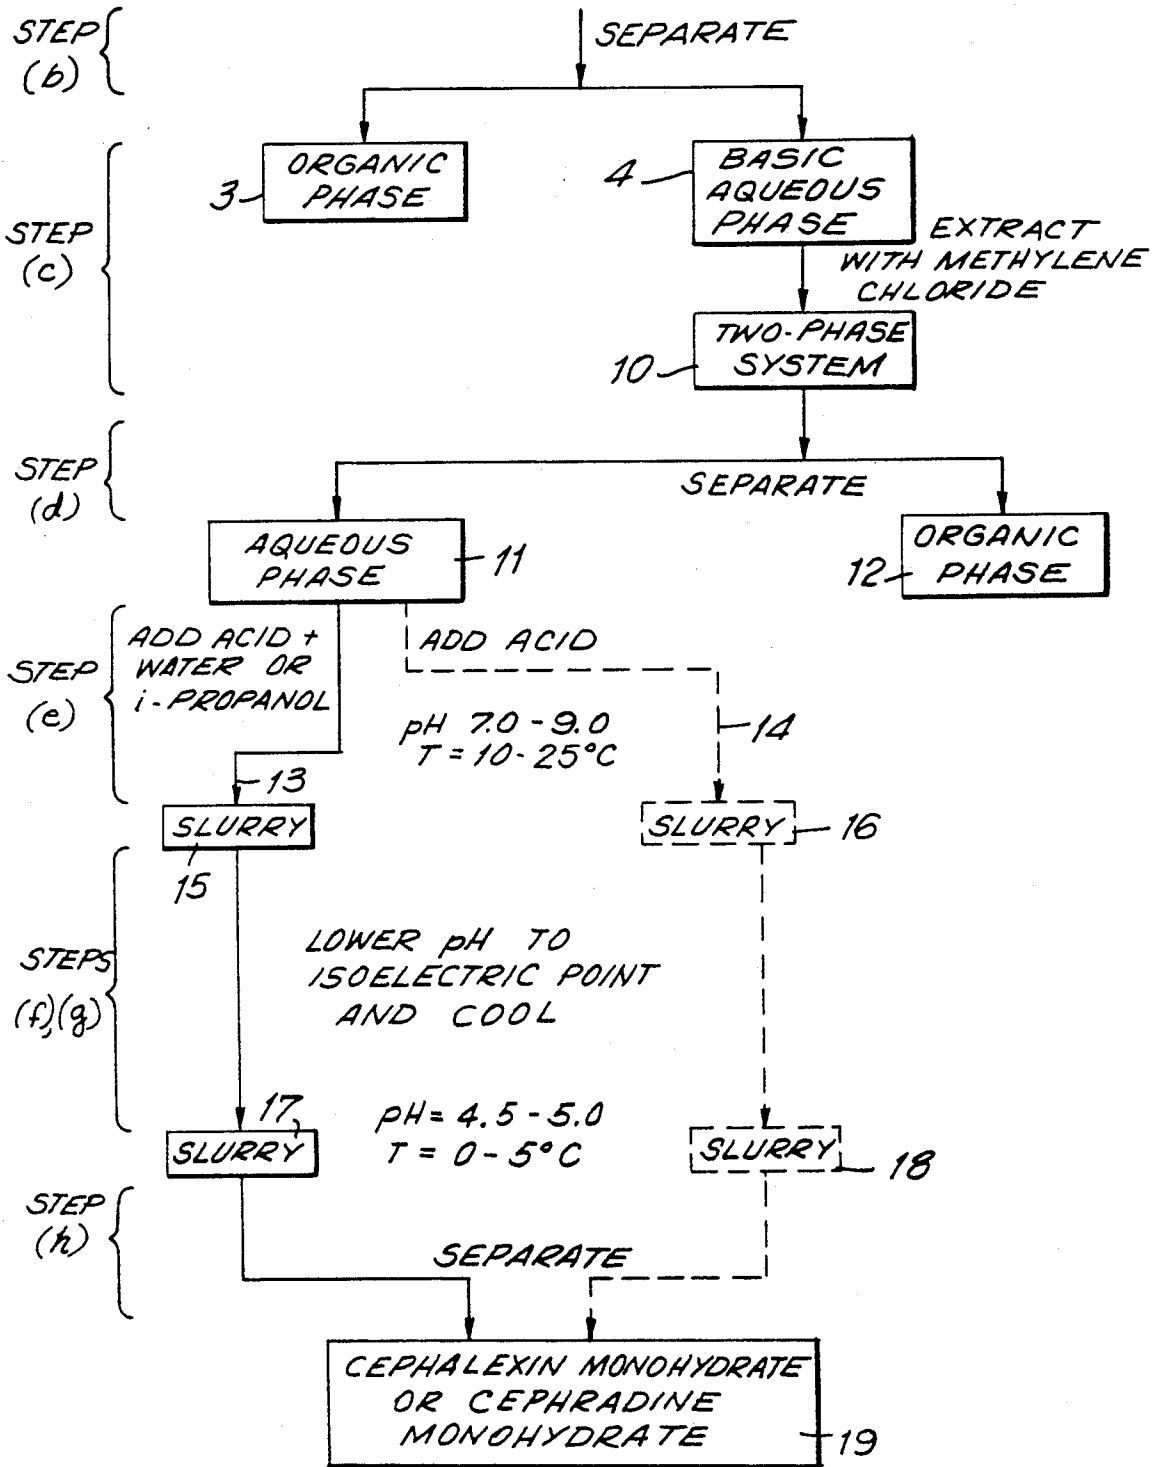 STEP
(b)
SEPARATE
ORGANIC
PHASE
3
BASIC
AQUEOUS
PHASE
4
STEP
(c)
EXTRACT
WITH METHYLENE
CHLORIDE
TWO-PHASE
SYSTEM
10
STEP
(d)
SEPARATE
AQUEOUS
PHASE
11
ORGANIC
PHASE
12
STEP
(e)
ADD ACID +
WATER OR
i-PROPANOL
ADD ACID
pH 7.0-9.0
T = 10-25°C
14
13
SLURRY
15
SLURRY
16
STEPS
(f),(g)
LOWER pH TO
ISOELECTRIC POINT
AND COOL
17
SLURRY
pH = 4.5-5.0
T = 0-5°C
SLURRY
18
STEP
(h)
SEPARATE
CEPHALEXIN MONOHYDRATE
OR CEPHRADINE
MONOHYDRATE
19